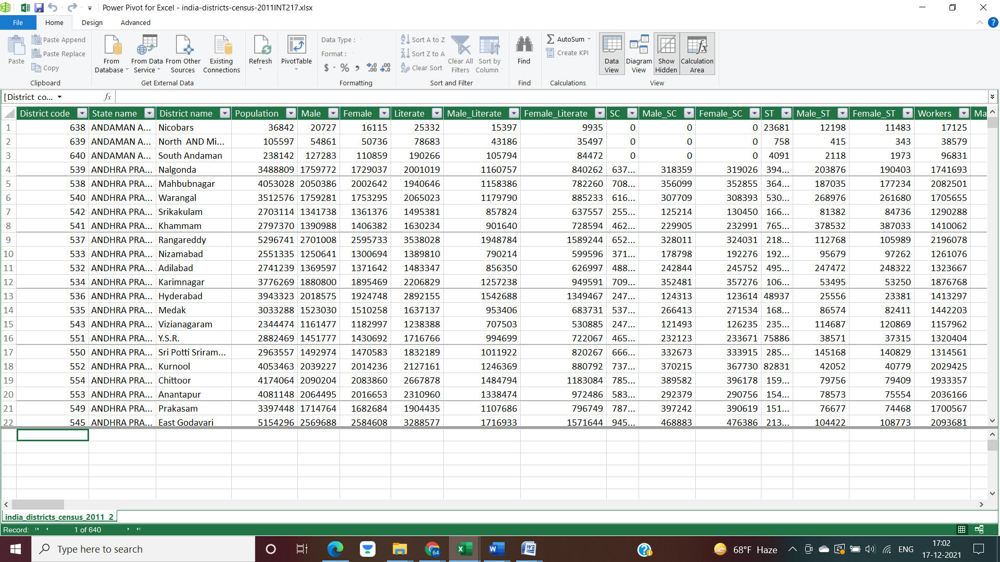 Power Pivot for Excel - india-districts-census-2011INT217.xlsx
File Home Design Advanced
Paste
Paste Append
Paste Replace
Copy
Clipboard
From Database
From Data Service
From Other Sources
Existing Connections
Get External Data
Refresh
PivotTable
Data Type :
Format :
$ % ,
Formatting
Sort A to Z
Sort Z to A
Clear Sort
Clear All Filters
Sort by Column
Sort and Filter
Find
Find
AutoSum
Create KPI
Calculations
Data View
Diagram View
Show Hidden
Calculation Area
View
[District co... fx
District code State name District name Population Male Female Literate Male_Literate Female_Literate SC Male_SC Female_SC ST Male_ST Female_ST Workers Ma
1 638 ANDAMAN A... Nicobars 36842 20727 16115 25332 15397 9935 0 0 0 23681 12198 11483 17125
2 639 ANDAMAN A... North AND Mi... 105597 54861 50736 78683 43186 35497 0 0 0 758 415 343 38579
3 640 ANDAMAN A... South Andaman 238142 127283 110859 190266 105794 84472 0 0 0 4091 2118 1973 96831
4 539 ANDHRA PRA... Nalgonda 3488809 1759772 1729037 2001019 1160757 840262 637... 318359 319026 394... 203876 190403 1741693
5 538 ANDHRA PRA... Mahbubnagar 4053028 2050386 2002642 1940646 1158386 782260 708... 356099 352855 364... 187035 177234 2082501
6 540 ANDHRA PRA... Warangal 3512576 1759281 1753295 2065023 1179790 885233 616... 307709 308393 530... 268976 261680 1705655
7 542 ANDHRA PRA... Srikakulam 2703114 1341738 1361376 1495381 857824 637557 255... 125214 130450 166... 81382 84736 1290288
8 541 ANDHRA PRA... Khammam 2797370 1390988 1406382 1630234 901640 728594 462... 229905 232991 765... 378532 387033 1410062
9 537 ANDHRA PRA... Rangareddy 5296741 2701008 2595733 3538028 1948784 1589244 652... 328011 324031 218... 112768 105989 2196078
10 533 ANDHRA PRA... Nizamabad 2551335 1250641 1300694 1389810 790214 599596 371... 178798 192276 192... 95679 97262 1261076
11 532 ANDHRA PRA... Adilabad 2741239 1369597 1371642 1483347 856350 626997 488... 242844 245752 495... 247472 248322 1323667
12 534 ANDHRA PRA... Karimnagar 3776269 1880800 1895469 2206829 1257238 949591 709... 352481 357276 106... 53495 53250 1876768
13 536 ANDHRA PRA... Hyderabad 3943323 2018575 1924748 2892155 1542688 1349467 247... 124313 123614 48937 25556 23381 1413297
14 535 ANDHRA PRA... Medak 3033288 1523030 1510258 1637137 953406 683731 537... 266413 271534 168... 86574 82411 1442203
15 543 ANDHRA PRA... Vizianagaram 2344474 1161477 1182997 1238388 707503 530885 247... 121493 126235 235... 114687 120869 1157962
16 551 ANDHRA PRA... Y.S.R. 2882469 1451777 1430692 1716766 994699 722067 465... 232123 233671 75886 38571 37315 1320404
17 550 ANDHRA PRA... Sri Potti Sriram... 2963557 1492974 1470583 1832189 1011922 820267 666... 332673 333915 285... 145168 140829 1314561
18 552 ANDHRA PRA... Kurnool 4053463 2039227 2014236 2127161 1246369 880792 737... 370215 367730 82831 42052 40779 2029425
19 554 ANDHRA PRA... Chittoor 4174064 2090204 2083860 2667878 1484794 1183084 785... 389582 396178 159... 79756 79409 1933357
20 553 ANDHRA PRA... Anantapur 4081148 2064495 2016653 2310960 1338474 972486 583... 292379 290756 154... 78573 75554 2036166
21 549 ANDHRA PRA... Prakasam 3397448 1714764 1682684 1904435 1107686 796749 787... 397242 390619 151... 76677 74468 1700567
22 545 ANDHRA PRA... East Godavari 5154296 2569688 2584608 3288577 1716933 1571644 945... 468883 476386 213... 104422 108773 2093681
india_districts_census_2011 2
Record: 1 of 640
Type here to search
64
68°F Haze
ENG
17:02
17-12-2021